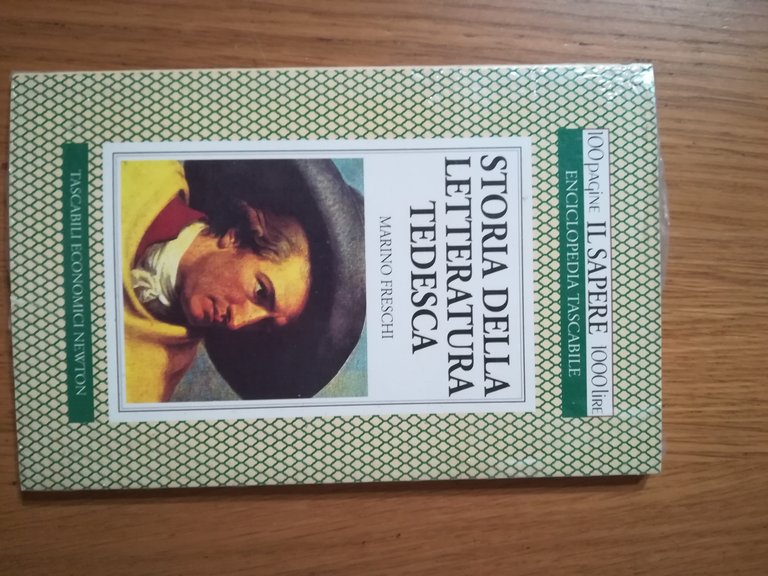 100 pagine IL SAPERE 1000 lire
ENCICLOPEDIA TASCABILE
STORIA DELLA
LETTERATURA
TEDESCA
MARINO FRESCHI
TASCABILI ECONOMICI NEWTON